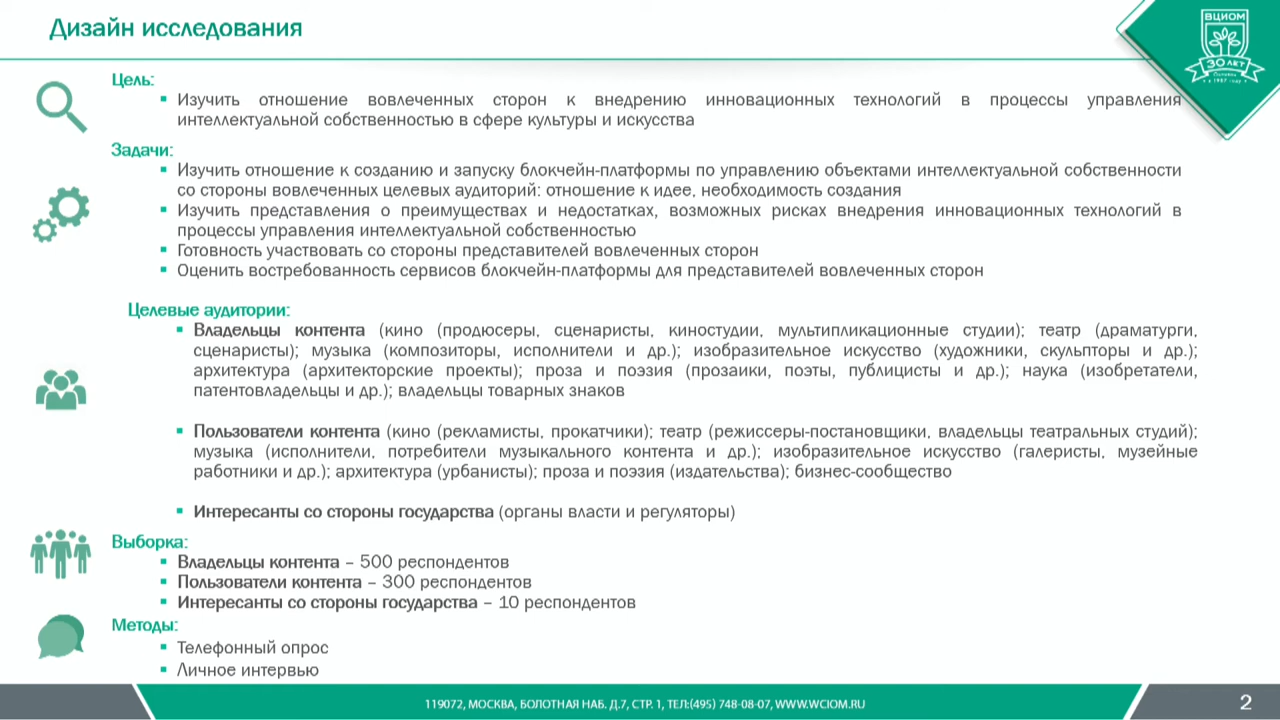 Дизайн исследования
ВЦИОМ
30 ЛЕТ
Цель:
Изучить отношение вовлеченных сторон к внедрению инновационных технологий в процессы управления
интеллектуальной собственностью в сфере культуры и искусства
Задачи:
Изучить отношение к созданию и запуску блокчейн-платформы по управлению объектами интеллектуальной собственности
со стороны вовлеченных целевых аудиторий: отношение к идее, необходимость создания
Изучить представления о преимуществах и недостатках, возможных рисках внедрения инновационных технологий в
процессы управления интеллектуальной собственностью
Готовность участвовать со стороны представителей вовлеченных сторон
Оценить востребованность сервисов блокчейн-платформы для представителей вовлеченных сторон
Целевые аудитории:
Владельцы контента (кино (продюсеры, сценаристы, киностудии, мультипликационные студии); театр (драматурги,
сценаристы); музыка (композиторы, исполнители и др.); изобразительное искусство (художники, скульпторы и др.);
архитектура (архитекторские проекты); проза и поэзия (прозаики, поэты, публицисты и др.); наука (изобретатели,
патентовладельцы и др.); владельцы товарных знаков
Пользователи контента (кино (рекламисты, прокатчики); театр (режиссеры-постановщики, владельцы театральных студий);
музыка (исполнители, потребители музыкального контента и др.); изобразительное искусство (галеристы, музейные
работники и др.); архитектура (урбанисты); проза и поэзия (издательства); бизнес-сообщество
Интересанты со стороны государства (органы власти и регуляторы)
Выборка:
Владельцы контента – 500 респондентов
Пользователи контента – 300 респондентов
Интересанты со стороны государства – 10 респондентов
Методы:
Телефонный опрос
Личное интервью
119072, МОСКВА, БОЛОТНАЯ НАБ. Д.7, СТР. 1, ТЕЛ:(495) 748-08-07, WWW.WCIOM.RU
2